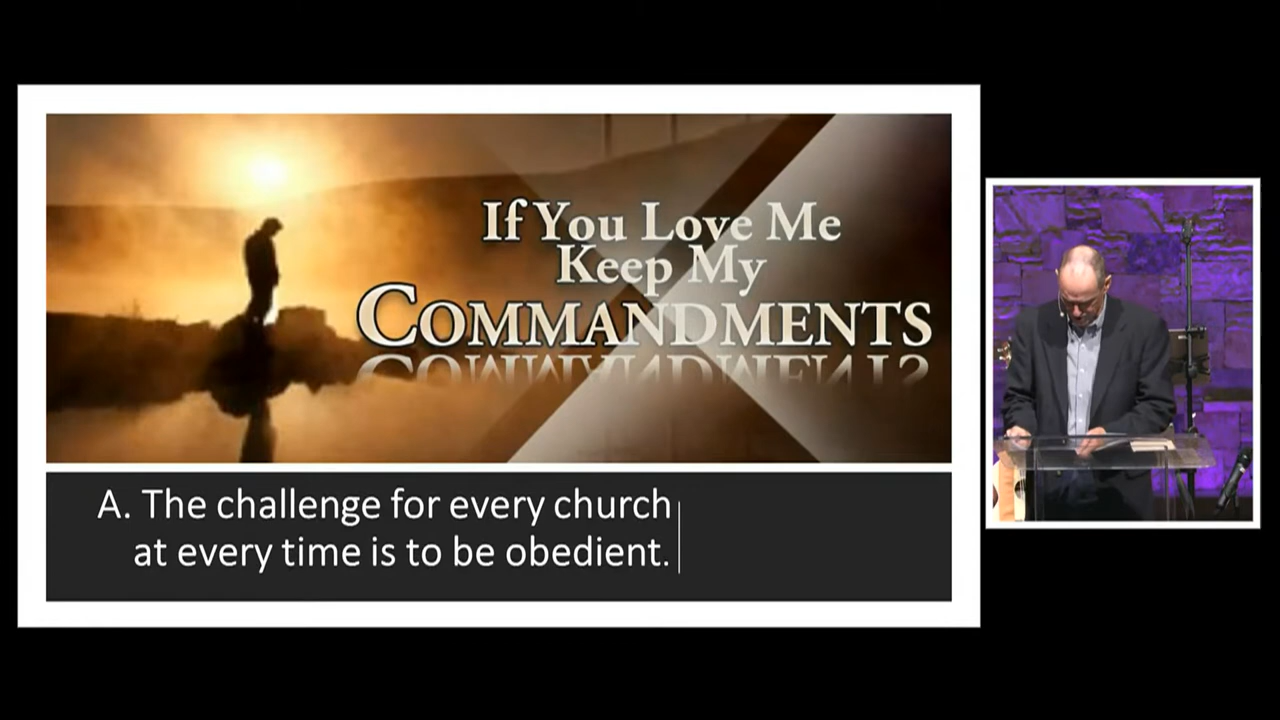 If You Love Me
Keep My
COMMANDMENTS
A. The challenge for every church
at every time is to be obedient.